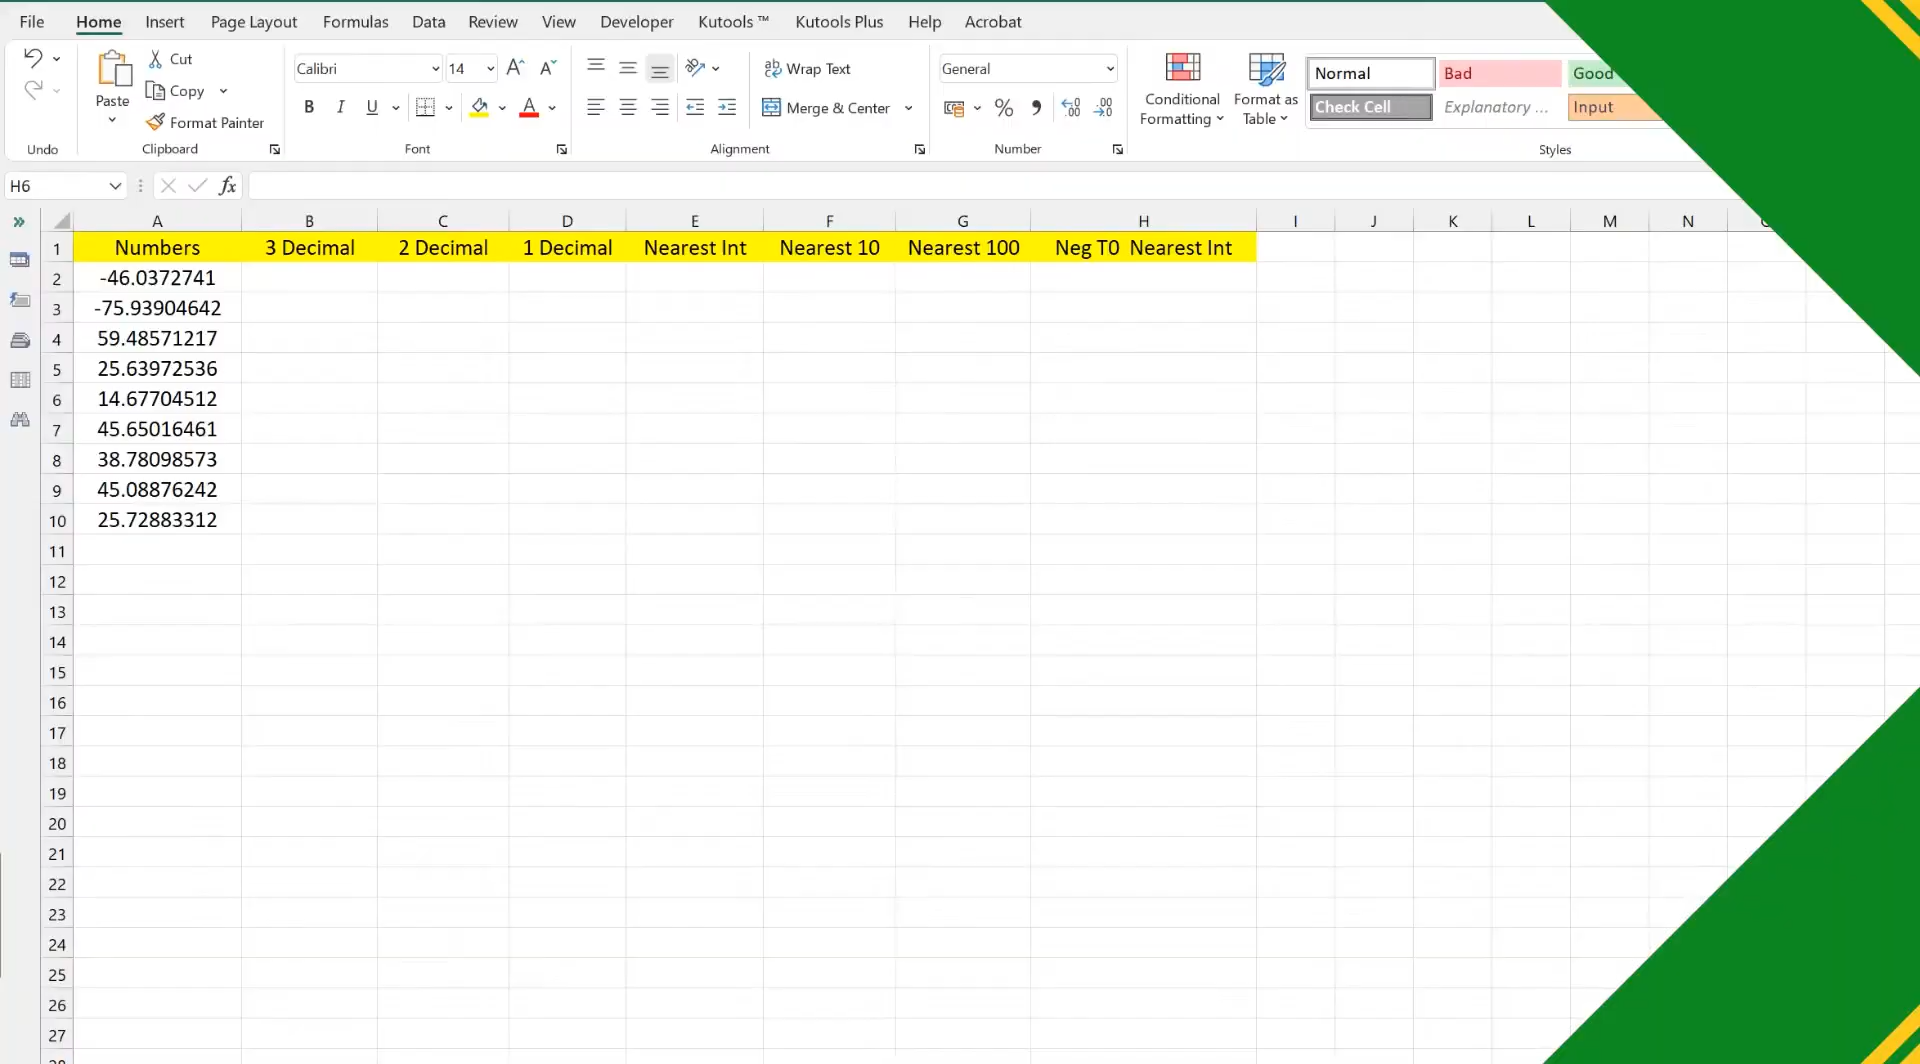 File Home Insert Page Layout Formulas Data Review View Developer Kutools ™ Kutools Plus Help Acrobat
Cut
Calibri 14 A^ Aˇ Wrap Text General Normal Bad Good
Paste Copy B I U A Merge & Center % Conditional Formatting Format as Table Check Cell Explanatory ... Input
Format Painter
Undo Clipboard Font Alignment Number Styles
H6 fx
A B C D E F G H I J K L M N
1 Numbers 3 Decimal 2 Decimal 1 Decimal Nearest Int Nearest 10 Nearest 100 Neg T0 Nearest Int
2 -46.0372741
3 -75.93904642
4 59.48571217
5 25.63972536
6 14.67704512
7 45.65016461
8 38.78098573
9 45.08876242
10 25.72883312
11
12
13
14
15
16
17
18
19
20
21
22
23
24
25
26
27